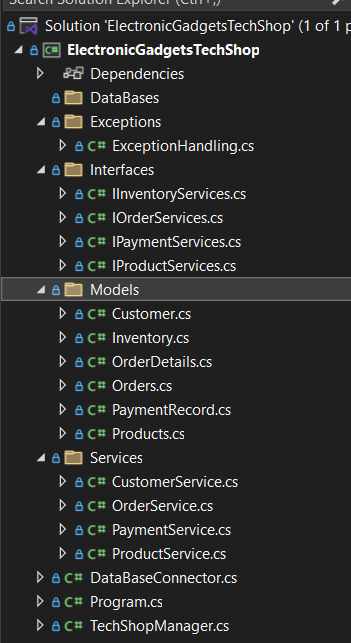 Search Solution Explorer (Ctrl+;)
Solution 'ElectronicGadgetsTechShop' (1 of 1 p
ElectronicGadgetsTechShop
Dependencies
DataBases
Exceptions
C# ExceptionHandling.cs
Interfaces
C# IInventoryServices.cs
C# IOrderServices.cs
C# IPaymentServices.cs
C# IProductServices.cs
Models
C# Customer.cs
C# Inventory.cs
C# OrderDetails.cs
C# Orders.cs
C# PaymentRecord.cs
C# Products.cs
Services
C# CustomerService.cs
C# OrderService.cs
C# PaymentService.cs
C# ProductService.cs
C# DataBaseConnector.cs
C# Program.cs
C# TechShopManager.cs